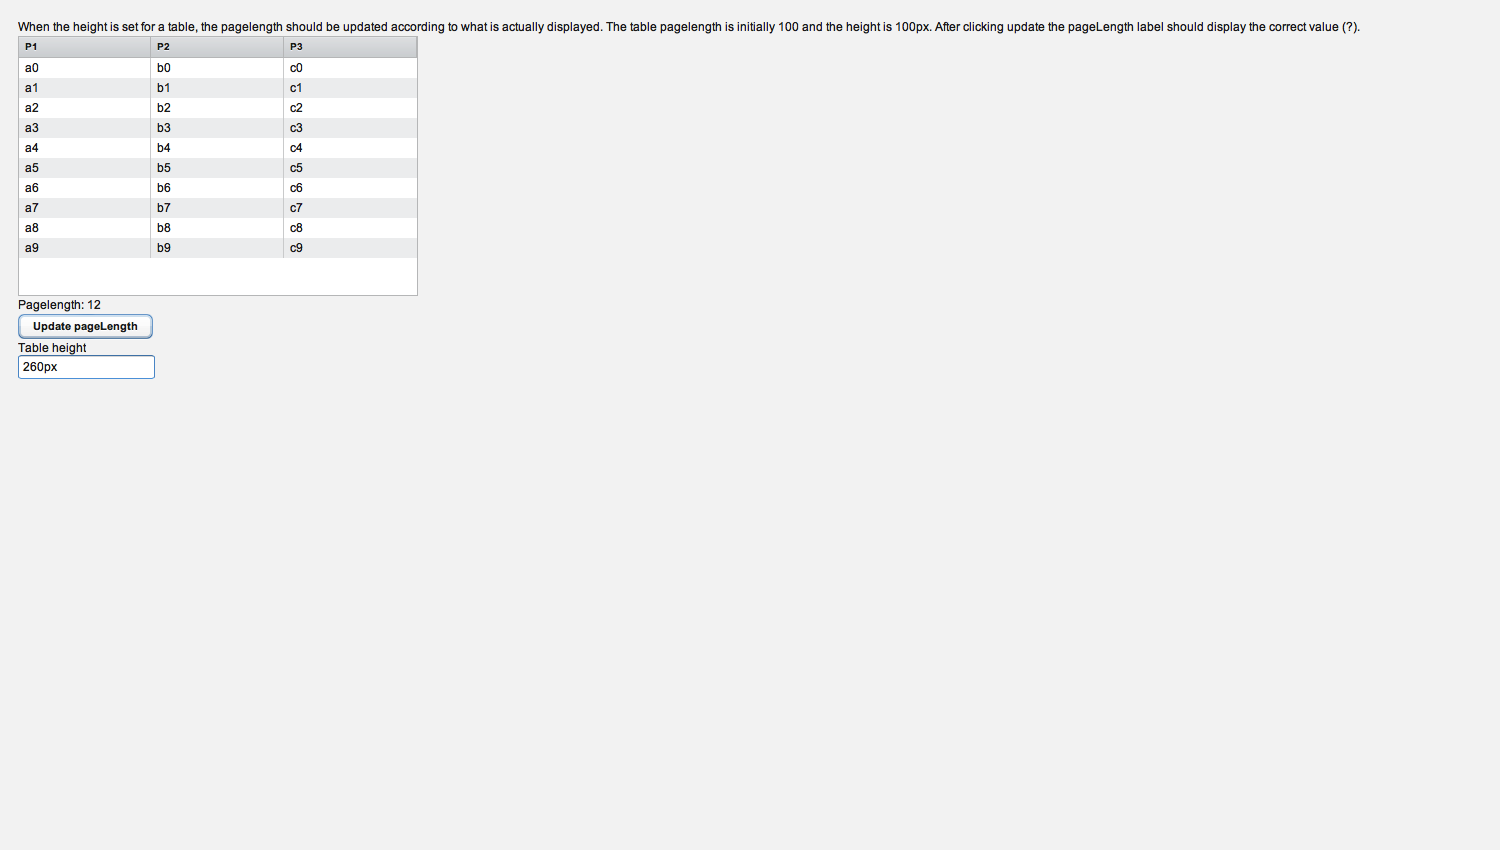 When the height is set for a table, the pagelength should be updated according to what is actually displayed. The table pagelength is initially 100 and the height is 100px. After clicking update the pageLength label should display the correct value (?).
P1 P2 P3
a0 b0 c0
a1 b1 c1
a2 b2 c2
a3 b3 c3
a4 b4 c4
a5 b5 c5
a6 b6 c6
a7 b7 c7
a8 b8 c8
a9 b9 c9
Pagelength: 12
Update pageLength
Table height
260px